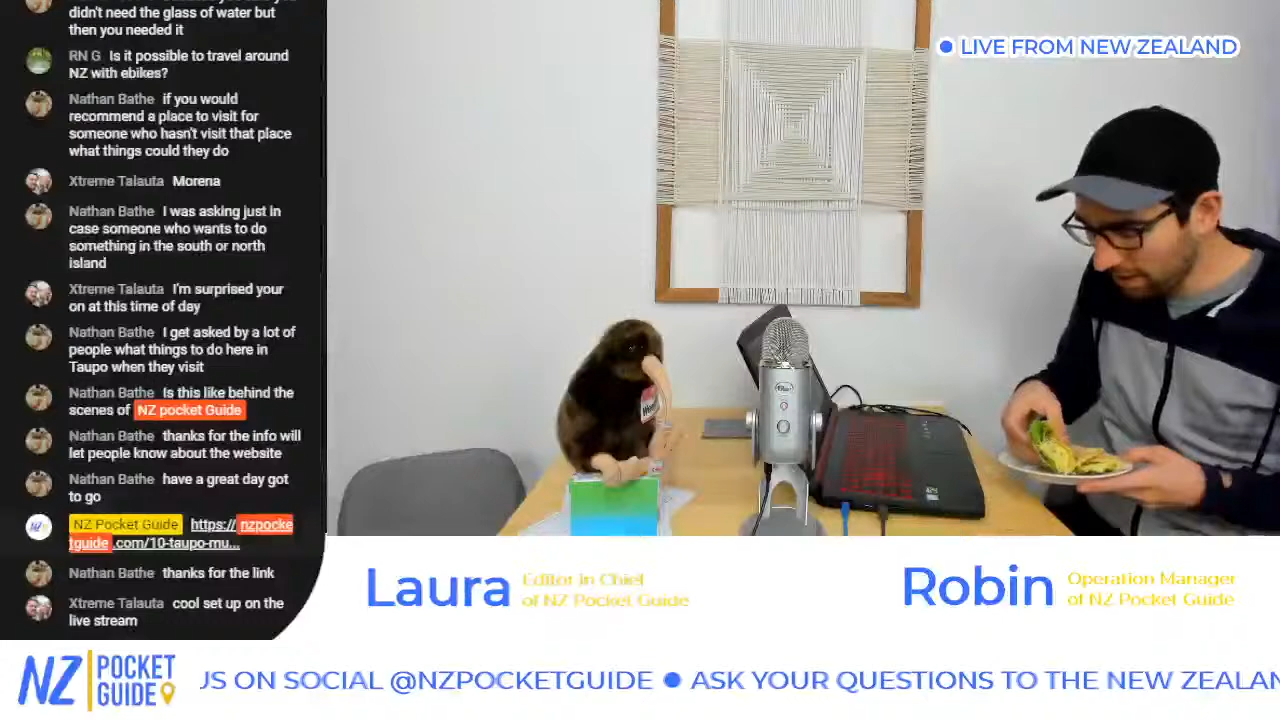 didn't need the glass of water but
then you needed it
RN G Is it possible to travel around
NZ with ebikes?
Nathan Bathe if you would
recommend a place to visit for
someone who hasn't visit that place
what things could they do
Xtreme Talauta Morena
Nathan Bathe I was asking just in
case someone who wants to do
something in the south or north
island
Xtreme Talauta I'm surprised your
on at this time of day
Nathan Bathe I get asked by a lot of
people what things to do here in
Taupo when they visit
Nathan Bathe Is this like behind the
scenes of NZ pocket Guide
Nathan Bathe thanks for the info will
let people know about the website
Nathan Bathe have a great day got
to go
NZ Pocket Guide https://nzpocke
tguide.com/10-taupo-mu...
Nathan Bathe thanks for the link
Xtreme Talauta cool set up on the
live stream
LIVE FROM NEW ZEALAND
Laura Editor in Chief
of NZ Pocket Guide
Robin Operation Manager
of NZ Pocket Guide
NZ POCKET
GUIDE
US ON SOCIAL @NZPOCKETGUIDE ● ASK YOUR QUESTIONS TO THE NEW ZEALAN